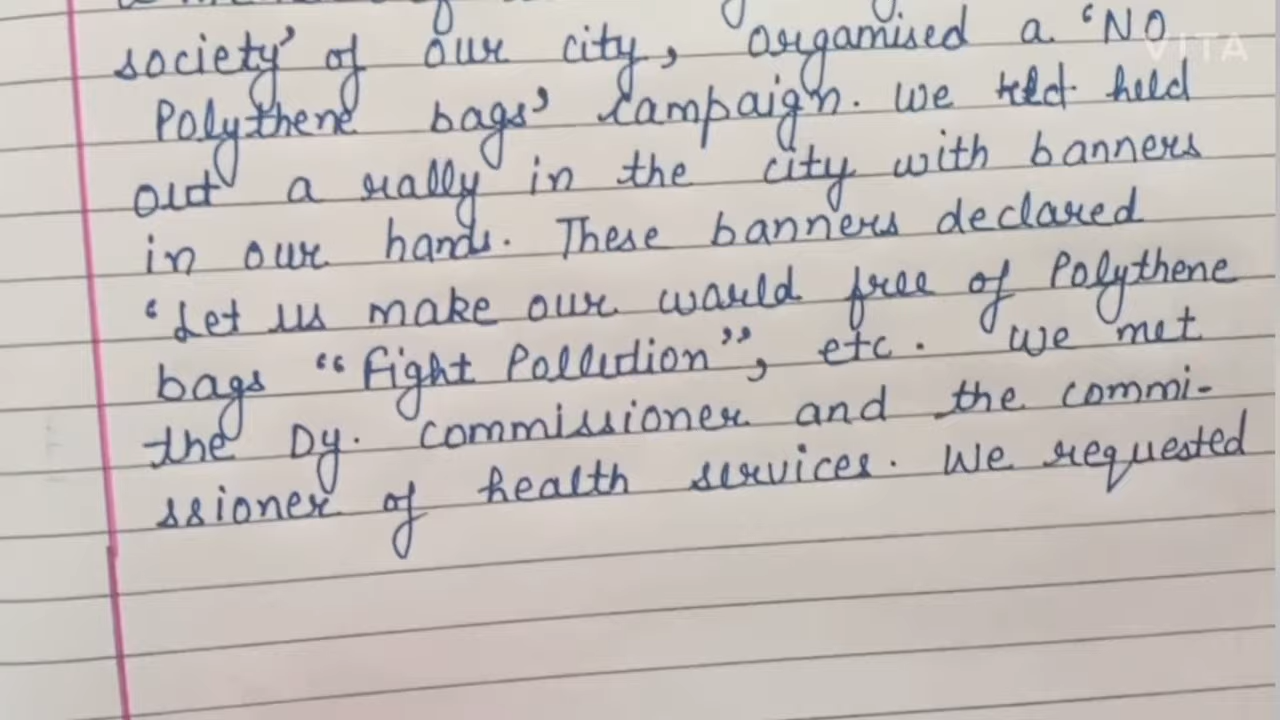 society' of our city, organised a 'NO
Polythene bags' campaign. We held
out a rally in the city with banners
in our hands. These banners declared
'Let us make our warld free of Polythene
bags "Fight Pollution", etc. We met
the Dy. commissioner and the commi-
ssioner of health services. We requested
VITA